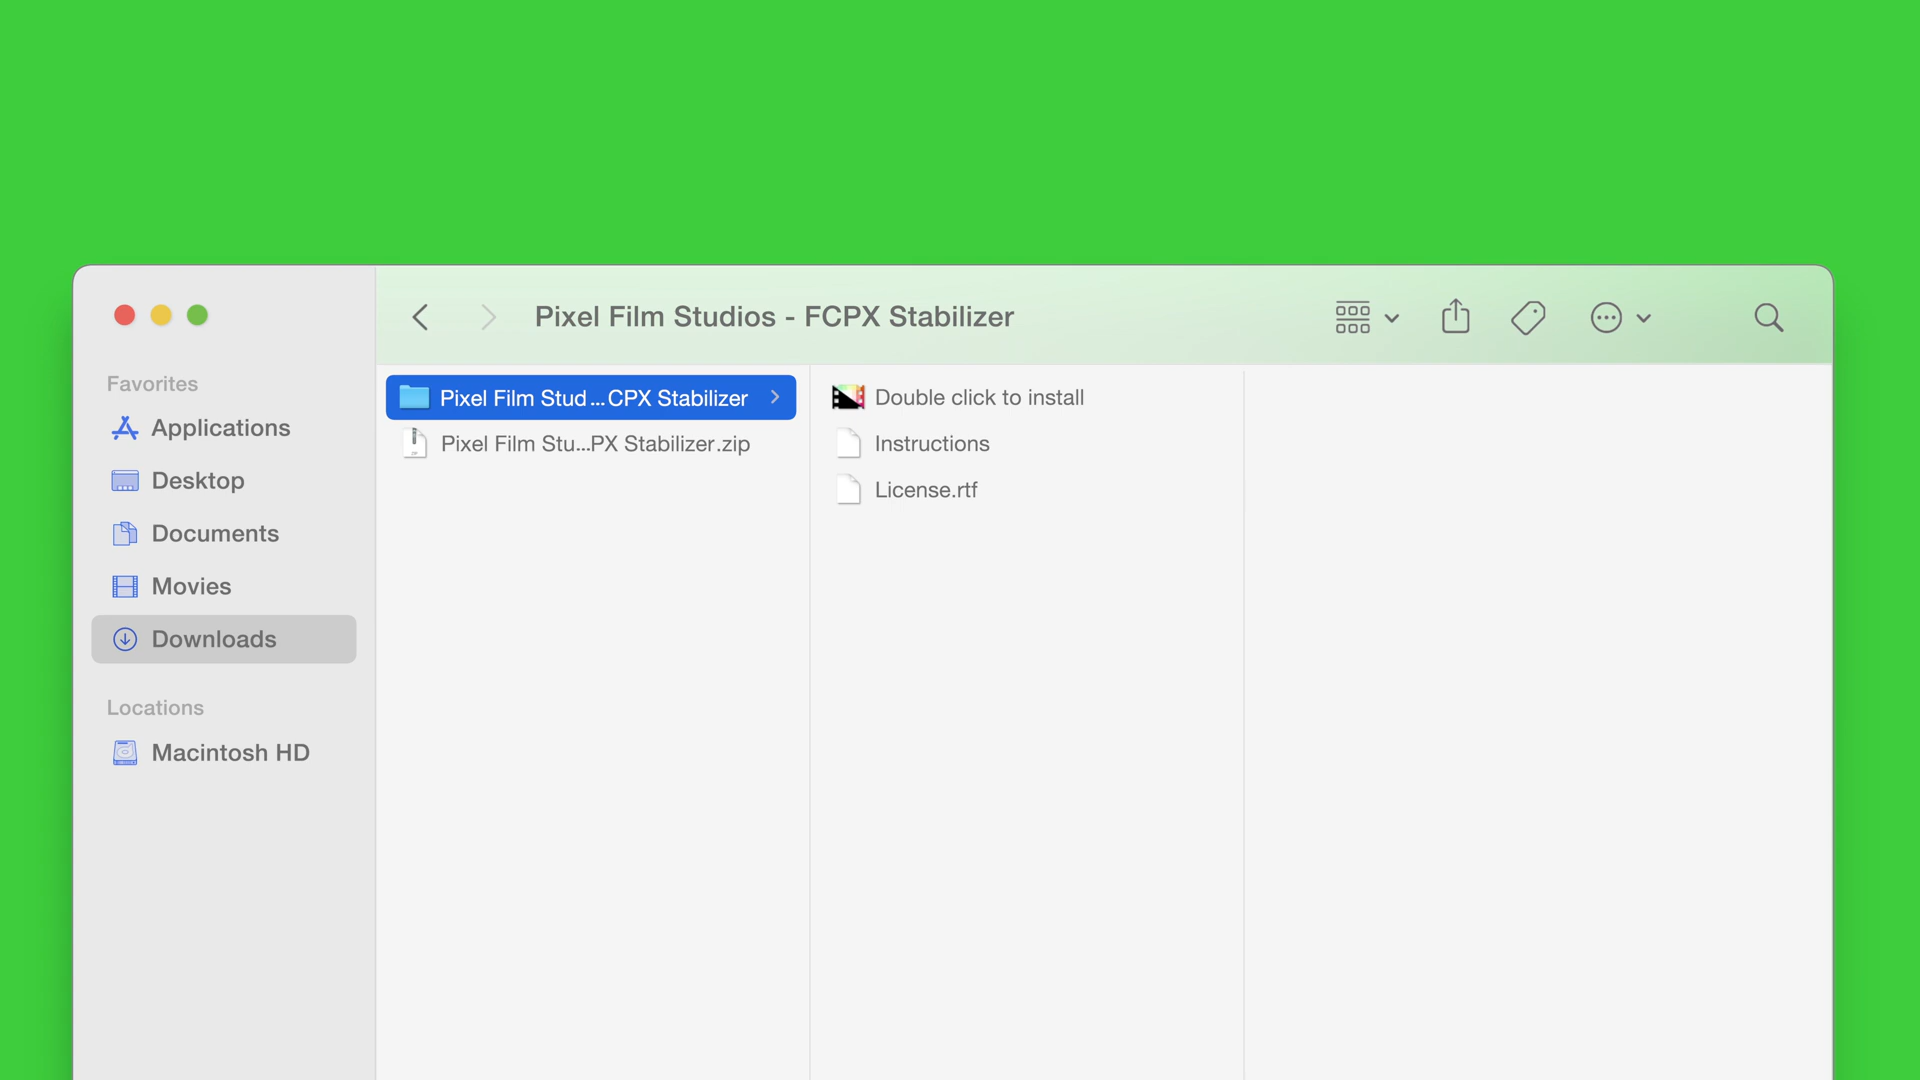 Pixel Film Studios - FCPX Stabilizer
Favorites
Applications
Desktop
Documents
Movies
Downloads
Locations
Macintosh HD
Pixel Film Stud...CPX Stabilizer
Pixel Film Stu...PX Stabilizer.zip
Double click to install
Instructions
License.rtf